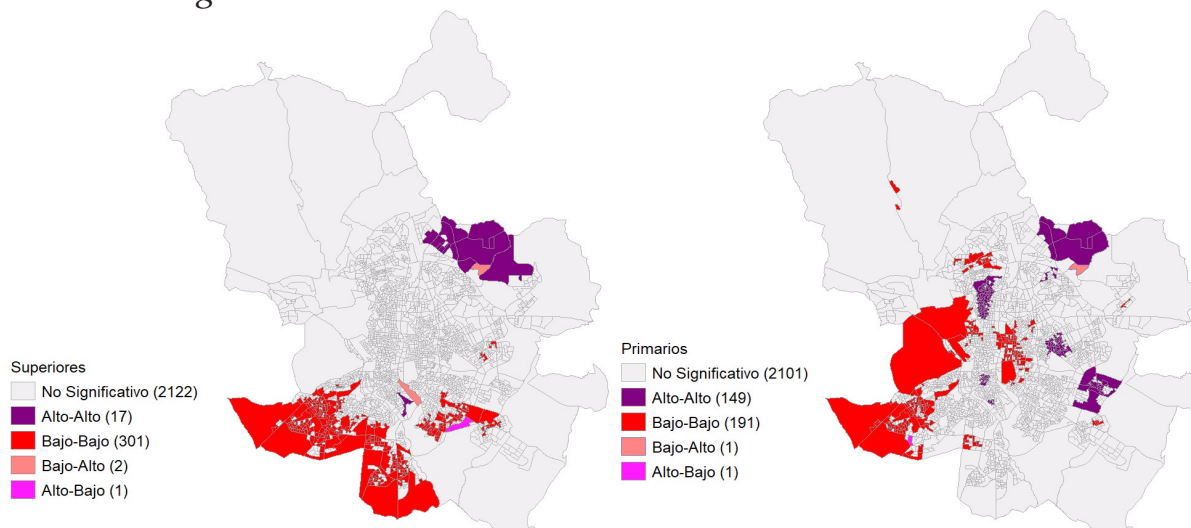 Superiores
No Significativo (2122)
Alto-Alto (17)
Bajo-Bajo (301)
Bajo-Alto (2)
Alto-Bajo (1)
Primarios
No Significativo (2101)
Alto-Alto (149)
Bajo-Bajo (191)
Bajo-Alto (1)
Alto-Bajo (1)